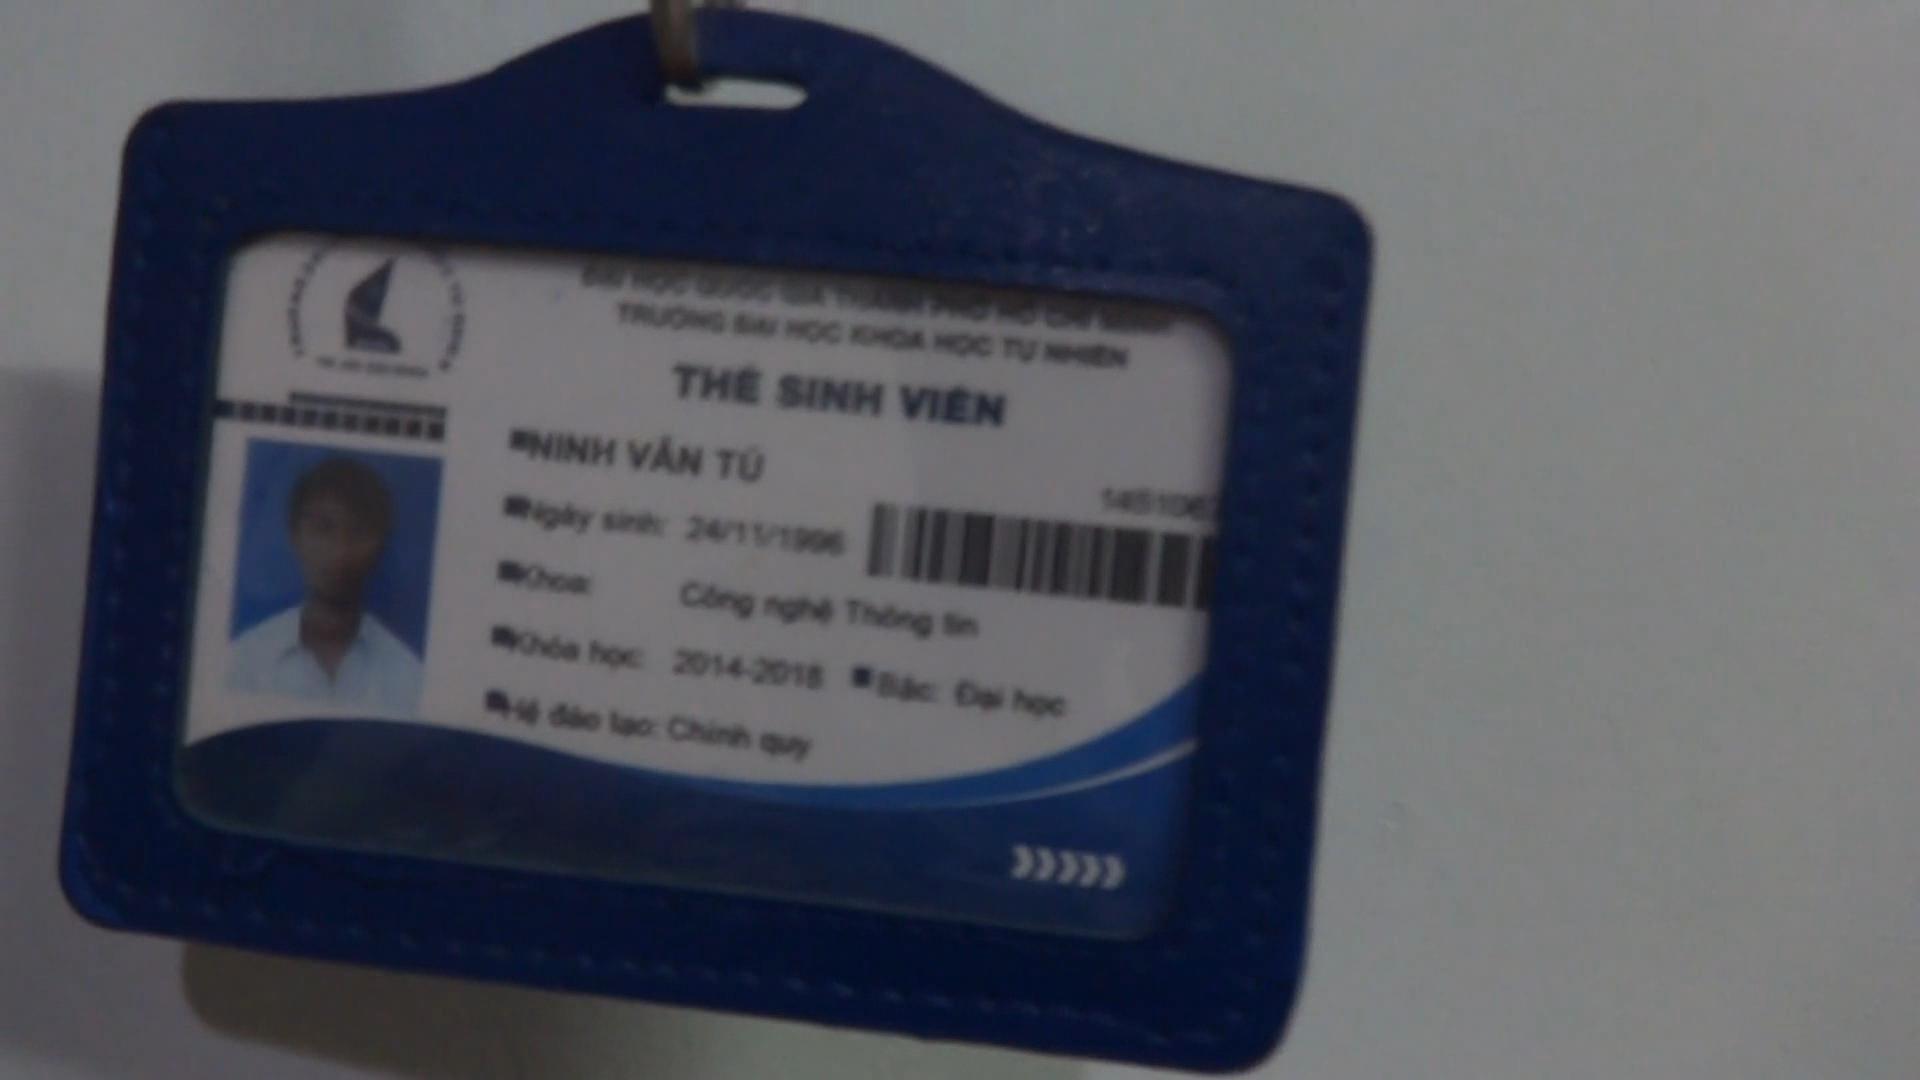 ĐẠI HỌC QUỐC GIA THÀNH PHỐ HỒ CHÍ MINH
TRƯỜNG ĐẠI HỌC KHOA HỌC TỰ NHIÊN
THẺ SINH VIÊN
NINH VĂN TÚ
Ngày sinh: 24/11/1996
Khoa: Công nghệ Thông tin
Khóa học: 2014-2018 Bậc: Đại học
Hệ đào tạo: Chính quy